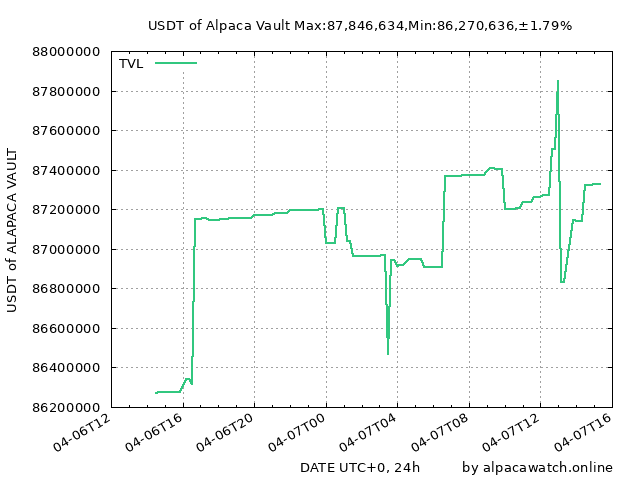 USDT of Alpaca Vault Max:87,846,634,Min:86,270,636,±1.79%
88000000
TVL
87800000
87600000
87400000
87200000
87000000
86800000
86600000
86400000
86200000
USDT of ALAPACA VAULT
04-06T12
04-06T16
04-06T20
04-07T00
04-07T04
04-07T08
04-07T12
04-07T16
DATE UTC+0, 24h
by alpacawatch.online